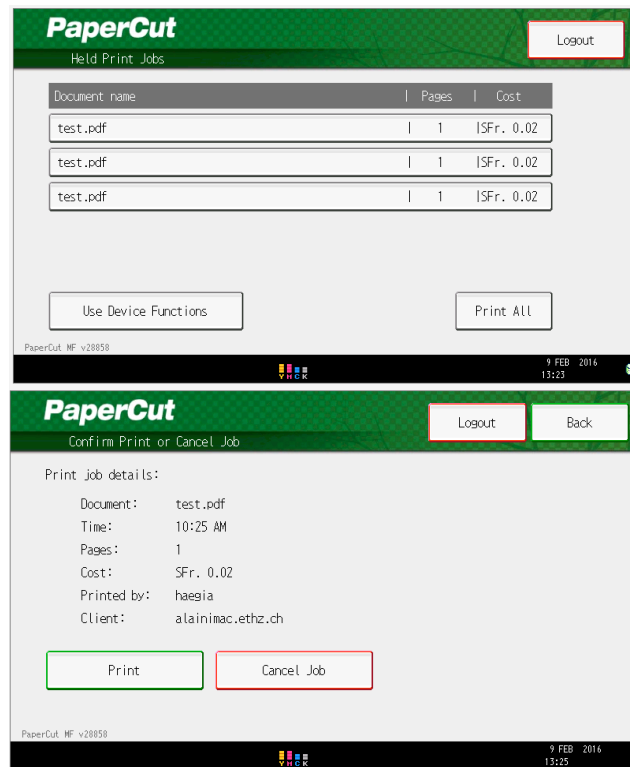 PaperCut
Logout
Held Print Jobs
Document name | Pages | Cost
test.pdf | 1 |SFr. 0.02
test.pdf | 1 |SFr. 0.02
test.pdf | 1 |SFr. 0.02
Use Device Functions Print All
PaperCut MF v28858
9 FEB 2016
Y M C K 13:23
PaperCut
Logout Back
Confirm Print or Cancel Job
Print job details:
Document: test.pdf
Time: 10:25 AM
Pages: 1
Cost: SFr. 0.02
Printed by: haegia
Client: alainimac.ethz.ch
Print Cancel Job
PaperCut MF v28858
9 FEB 2016
Y M C K 13:25